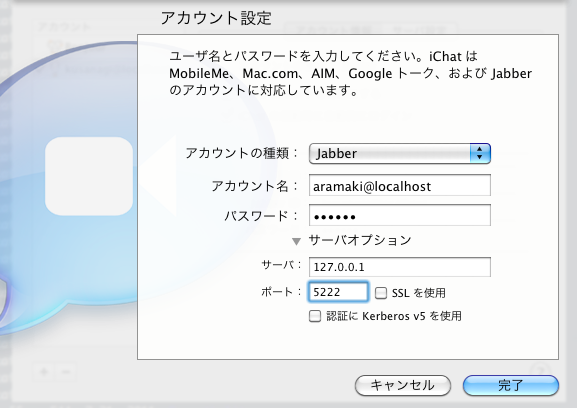 アカウント設定
ユーザ名とパスワードを入力してください。iChat は
MobileMe、Mac.com、AIM、Google トーク、および Jabber
のアカウントに対応しています。
アカウントの種類： Jabber
アカウント名： aramaki@localhost
パスワード： ••••••
サーバオプション
サーバ： 127.0.0.1
ポート： 5222 SSL を使用
認証に Kerberos v5 を使用
キャンセル 完了